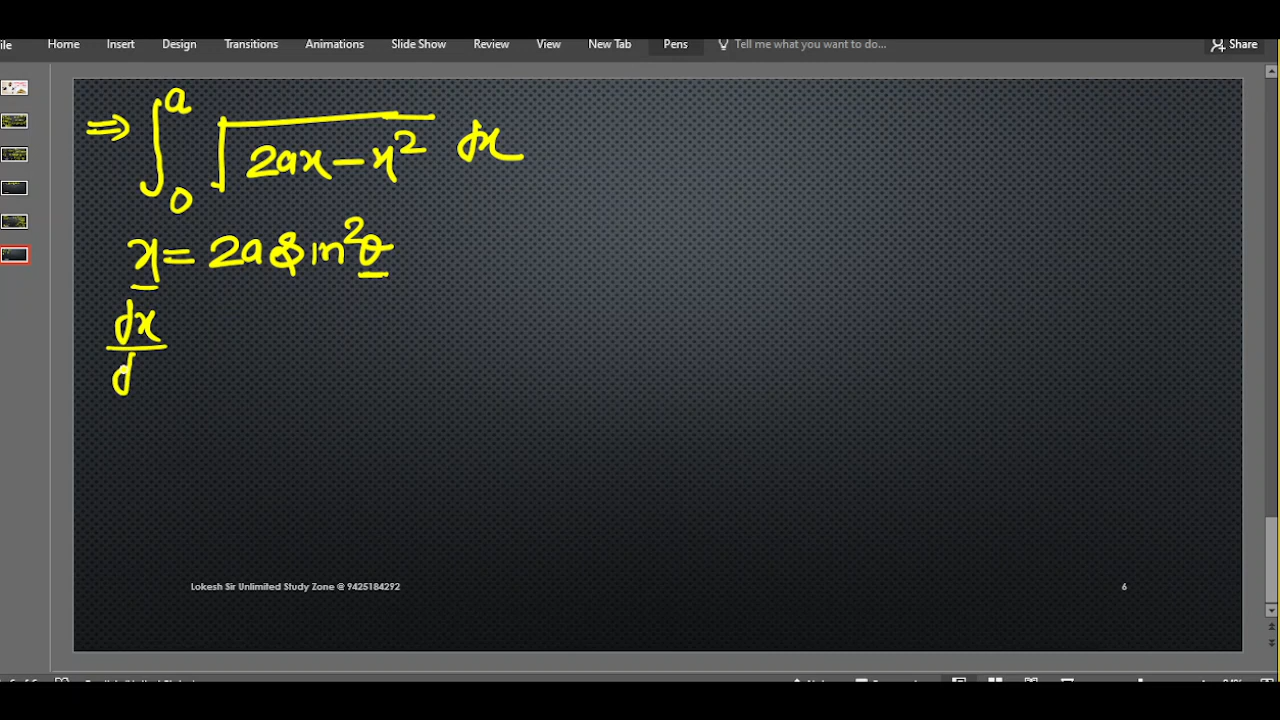 ile Home Insert Design Transitions Animations Slide Show Review View New Tab Pens Tell me what you want to do... Share
⇒ ∫₀ᵃ √(2ax − x²) dx
x = 2a Sin²θ
dx
d
Lokesh Sir Unlimited Study Zone @ 9425184292 6